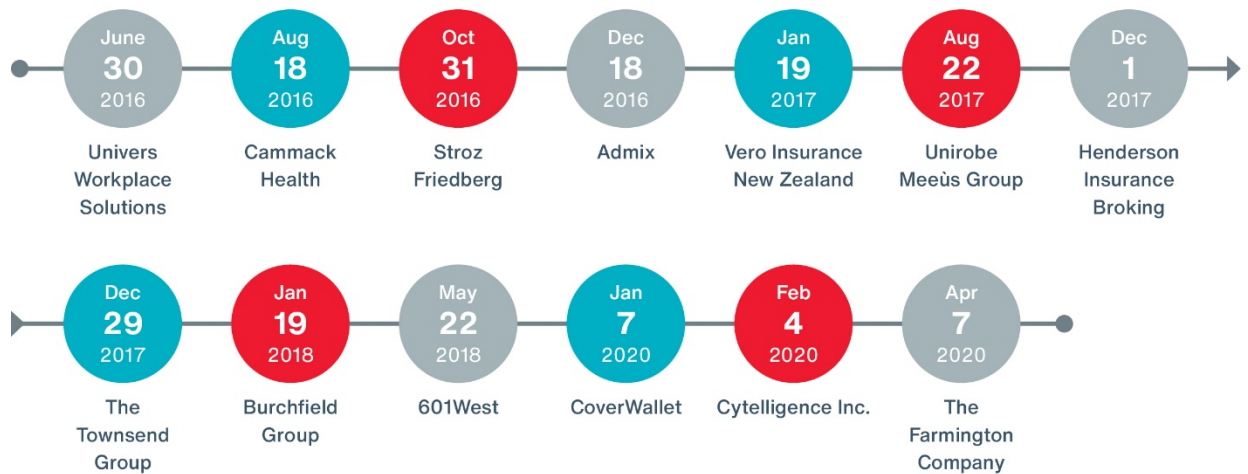 June
30
2016
Univers
Workplace
Solutions
Aug
18
2016
Cammack
Health
Oct
31
2016
Stroz
Friedberg
Dec
18
2016
Admix
Jan
19
2017
Vero Insurance
New Zealand
Aug
22
2017
Unirobe
Meeùs Group
Dec
1
2017
Henderson
Insurance
Broking
Dec
29
2017
The
Townsend
Group
Jan
19
2018
Burchfield
Group
May
22
2018
601West
Jan
7
2020
CoverWallet
Feb
4
2020
Cytelligence Inc.
Apr
7
2020
The
Farmington
Company